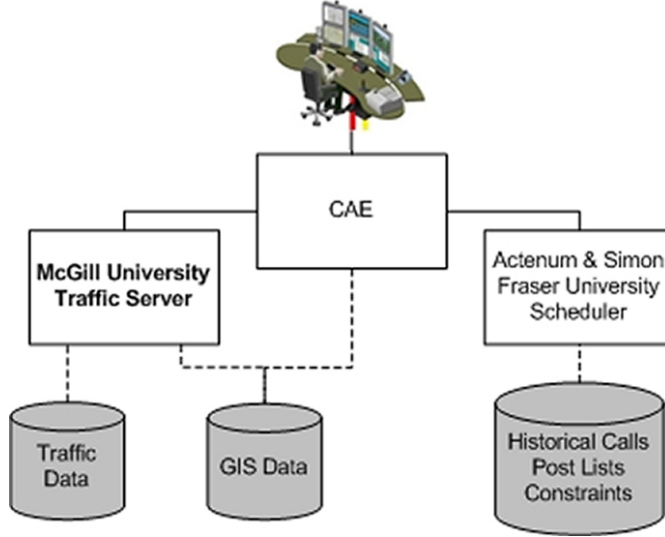 CAE
McGill University
Traffic Server
Actenum & Simon
Fraser University
Scheduler
Traffic
Data
GIS Data
Historical Calls
Post Lists
Constraints